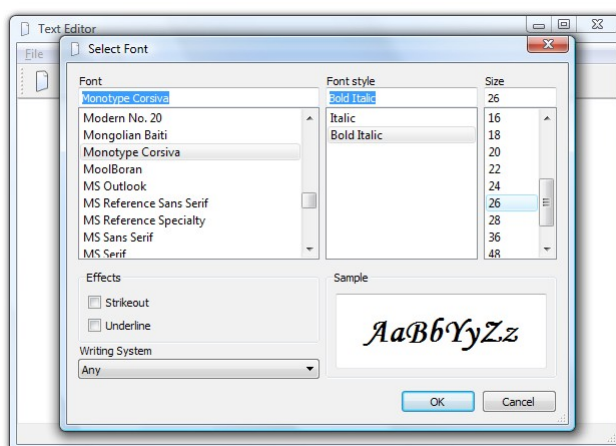 Text Editor
File
Select Font
Font
Font style
Size
Monotype Corsiva
Bold Italic
26
Modern No. 20
Mongolian Baiti
Monotype Corsiva
MoolBoran
MS Outlook
MS Reference Sans Serif
MS Reference Specialty
MS Sans Serif
MS Serif
Italic
Bold Italic
16
18
20
22
24
26
28
36
48
Effects
Strikeout
Underline
Sample
AaBbYyZz
Writing System
Any
OK
Cancel